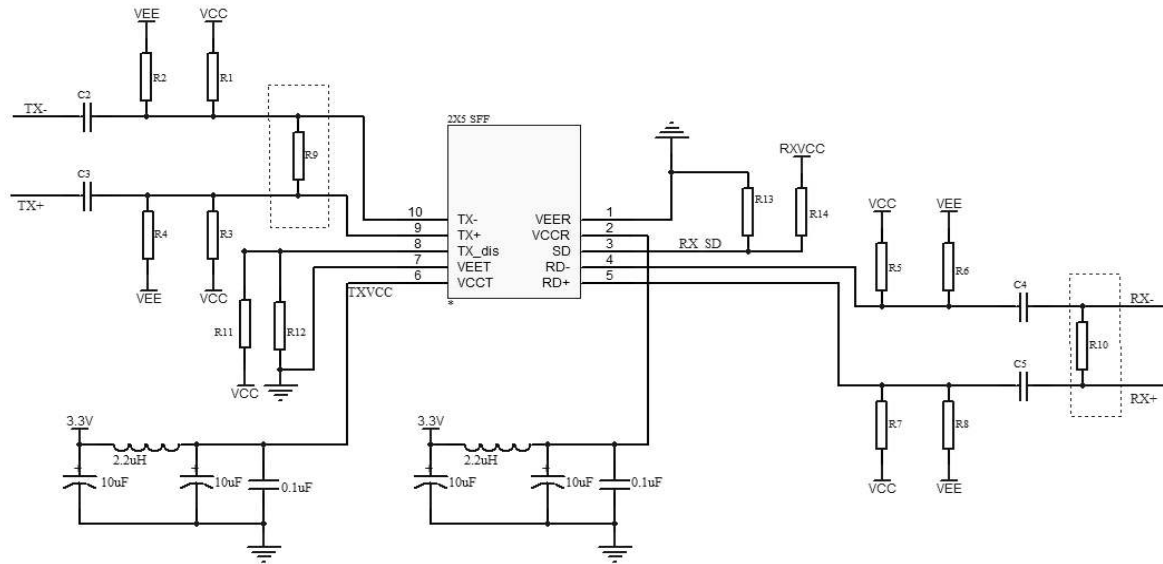 VEE VCC
R2 R1
C2
TX-
2X5 SFF
R9
RXVCC
C3
TX+
R13 R14
10 TX- VEER 1
9 TX+ VCCR 2
8 TX_dis SD 3 RX_SD
7 VEET RD- 4
6 VCCT RD+ 5
R4 R3
VEE VCC
TXVCC
*
VCC VEE
R5 R6
C4
RX-
R11 R12
VCC
R10
C5
RX+
3.3V 3.3V
2.2uH 2.2uH
+ + + +
10uF 10uF 0.1uF 10uF 10uF 0.1uF
R7 R8
VCC VEE